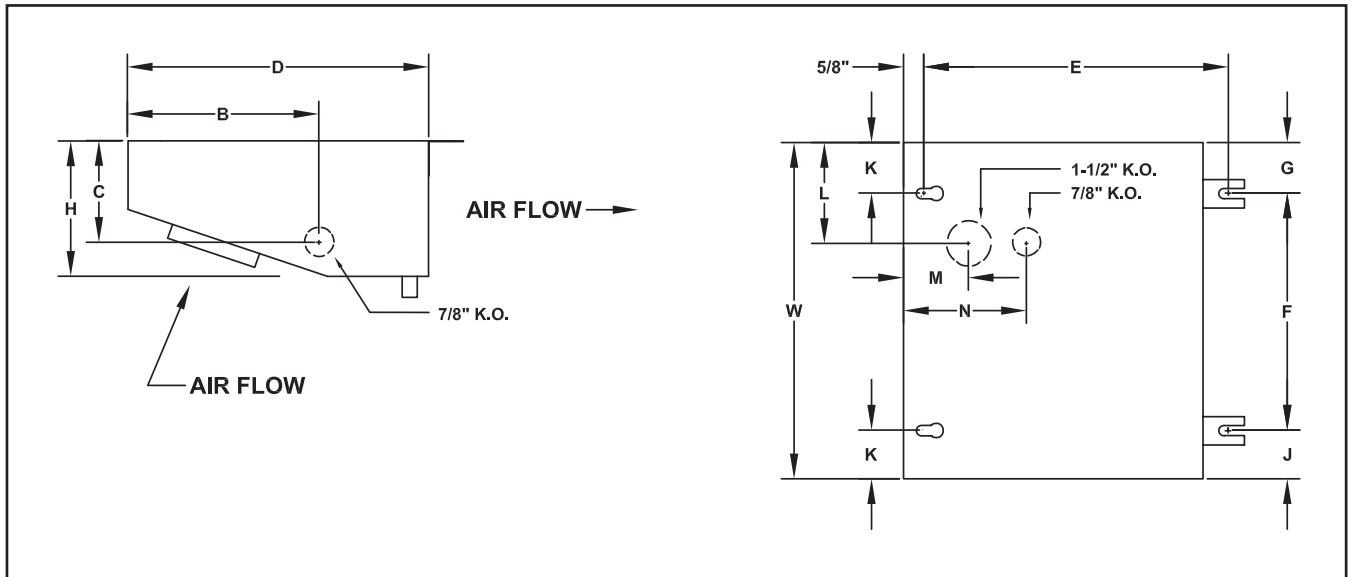 D
B
C
H
AIR FLOW
7/8" K.O.
AIR FLOW
5/8"
E
K
G
L
1-1/2" K.O.
7/8" K.O.
M
N
W
F
K
J